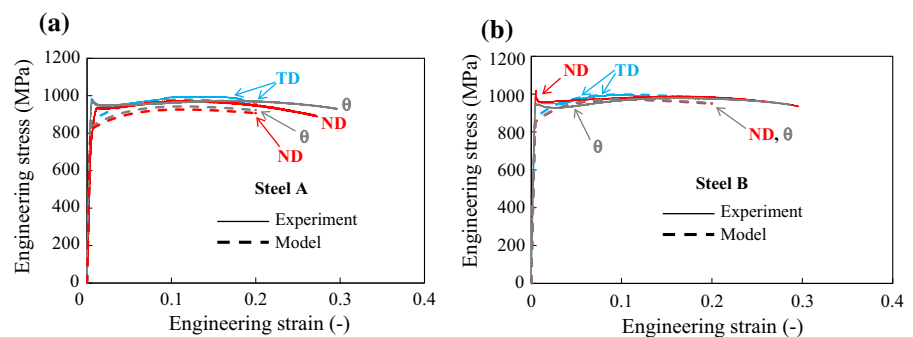 (a)
Engineering stress (MPa)
1200
1000
800
600
400
200
0
0
0.1
0.2
0.3
0.4
Engineering strain (-)
TD
θ
ND
θ
ND
Steel A
Experiment
Model
(b)
Engineering stress (MPa)
1200
1000
800
600
400
200
0
0
0.1
0.2
0.3
0.4
Engineering strain (-)
ND
TD
θ
ND, θ
Steel B
Experiment
Model